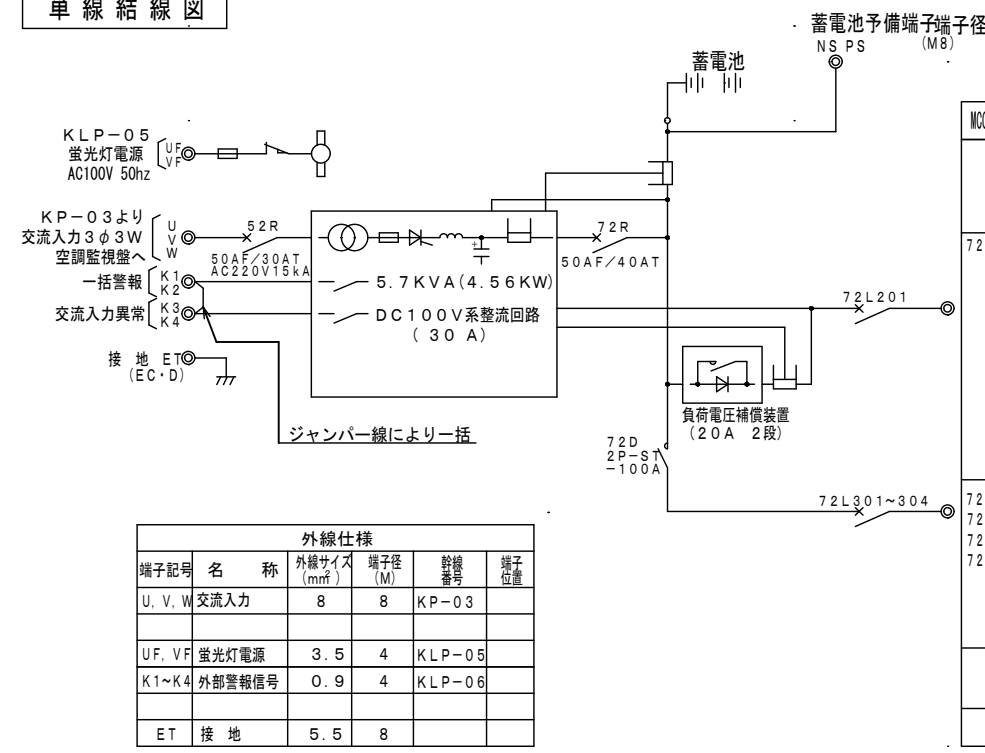 単線結線図
蓄電池予備端子端子径
NS PS (M8)
蓄電池
KLP-05
蛍光灯電源
AC100V 50hz
UF
VF
KP-03より
交流入力3φ3W
空調監視盤へ
U
V
W
52R
50AF/30AT
AC220V15kA
一括警報
K1
K2
交流入力異常
K3
K4
接 地 ET
(EC・D)
+
5.7KVA(4.56KW)
DC100V系整流回路
(30A)
72R
50AF/40AT
72L201
負荷電圧補償装置
(20A 2段)
72D
2P-ST
-100A
72L301~304
ジャンパー線により一括
外線仕様
端子記号 名 称 外線サイズ(mm²) 端子径(M) 幹線番号 端子位置
U, V, W 交流入力 8 8 KP-03
UF, VF 蛍光灯電源 3.5 4 KLP-05
K1~K4 外部警報信号 0.9 4 KLP-06
ET 接 地 5.5 8
72
72
72
72
72